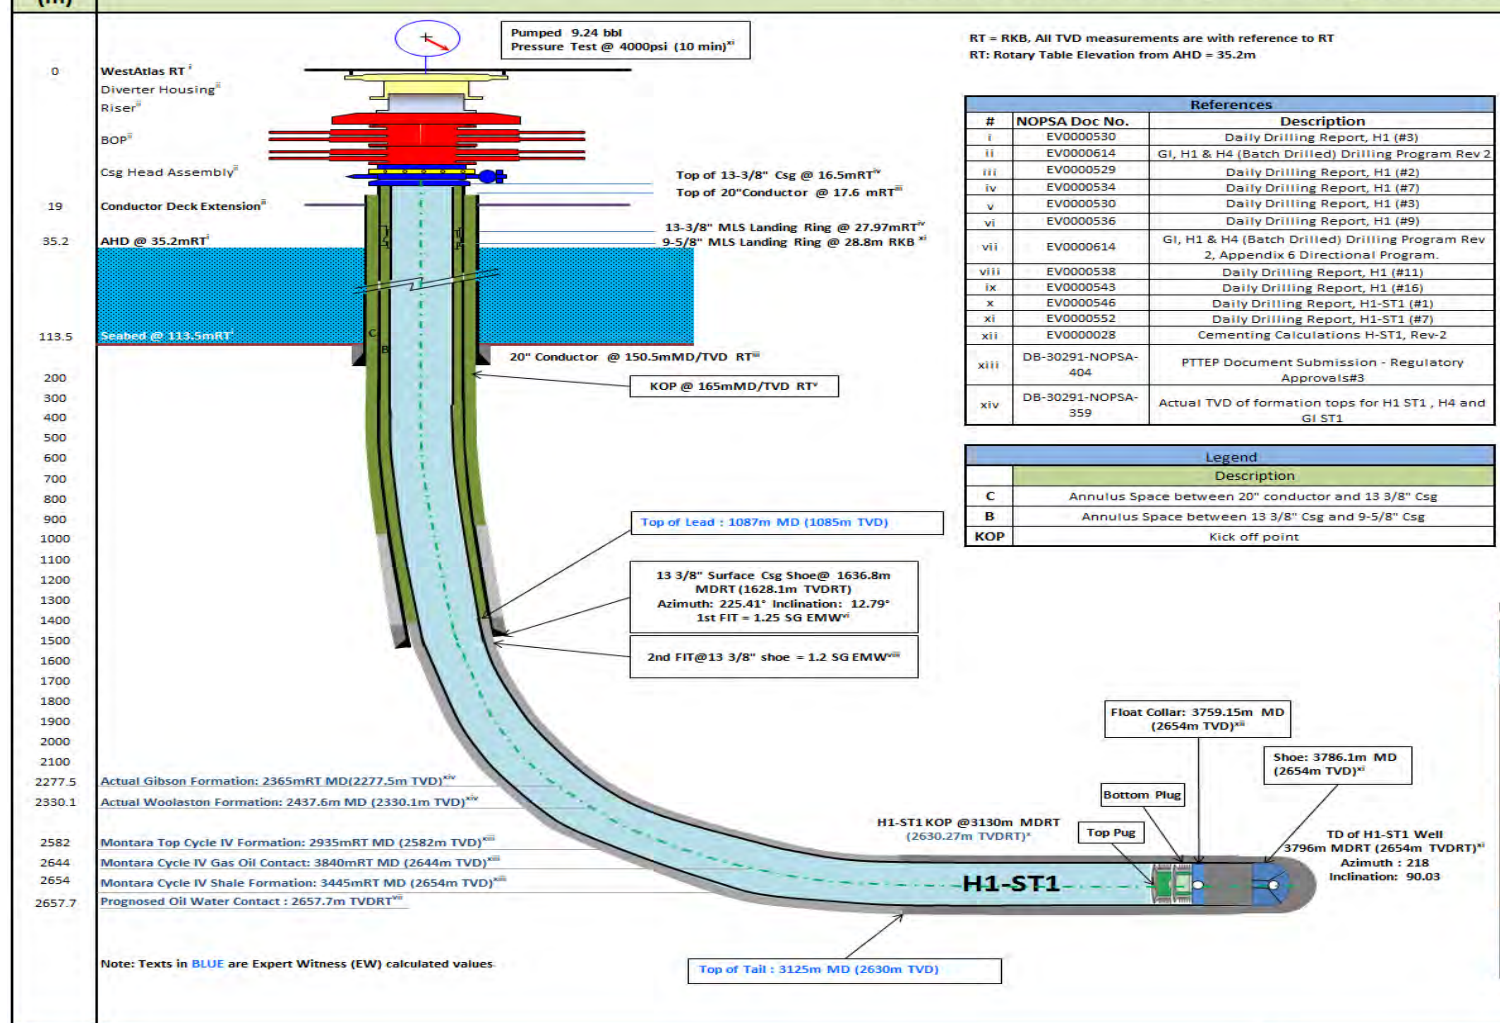 (m)
Pumped 9.24 bbl
Pressure Test @ 4000psi (10 min)xi
RT = RKB, All TVD measurements are with reference to RT
RT: Rotary Table Elevation from AHD = 35.2m
0
WestAtlas RT i
Diverter Housing ii
Riser ii
BOP ii
Csg Head Assembly ii
19
Conductor Deck Extension ii
35.2
AHD @ 35.2mRT i
113.5
Seabed @ 113.5mRT i
Top of 13-3/8" Csg @ 16.5mRT iv
Top of 20"Conductor @ 17.6 mRT iii
13-3/8" MLS Landing Ring @ 27.97mRT iv
9-5/8" MLS Landing Ring @ 28.8m RKB xi
C
B
20" Conductor @ 150.5mMD/TVD RT iii
KOP @ 165mMD/TVD RT v
References
# NOPSA Doc No. Description
i EV0000530 Daily Drilling Report, H1 (#3)
ii EV0000614 GI, H1 & H4 (Batch Drilled) Drilling Program Rev 2
iii EV0000529 Daily Drilling Report, H1 (#2)
iv EV0000534 Daily Drilling Report, H1 (#7)
v EV0000530 Daily Drilling Report, H1 (#3)
vi EV0000536 Daily Drilling Report, H1 (#9)
vii EV0000614 GI, H1 & H4 (Batch Drilled) Drilling Program Rev
2, Appendix 6 Directional Program.
viii EV0000538 Daily Drilling Report, H1 (#11)
ix EV0000543 Daily Drilling Report, H1 (#16)
x EV0000546 Daily Drilling Report, H1-ST1 (#1)
xi EV0000552 Daily Drilling Report, H1-ST1 (#7)
xii EV0000028 Cementing Calculations H-ST1, Rev-2
xiii DB-30291-NOPSA-
404 PTTEP Document Submission - Regulatory
Approvals#3
xiv DB-30291-NOPSA-
359 Actual TVD of formation tops for H1 ST1 , H4 and
GI ST1
Legend
Description
C Annulus Space between 20" conductor and 13 3/8" Csg
B Annulus Space between 13 3/8" Csg and 9-5/8" Csg
KOP Kick off point
200
300
400
500
600
700
800
900
1000
1100
1200
1300
1400
1500
1600
1700
1800
1900
2000
2100
Top of Lead : 1087m MD (1085m TVD)
13 3/8" Surface Csg Shoe@ 1636.8m
MDRT (1628.1m TVDRT)
Azimuth: 225.41° Inclination: 12.79°
1st FIT = 1.25 SG EMW vi
2nd FIT@13 3/8" shoe = 1.2 SG EMW viii
Float Collar: 3759.15m MD
(2654m TVD)xii
Shoe: 3786.1m MD
(2654m TVD)xi
Bottom Plug
Top Pug
H1-ST1 KOP @3130m MDRT
(2630.27m TVDRT)x
TD of H1-ST1 Well
3796m MDRT (2654m TVDRT)xi
Azimuth : 218
Inclination: 90.03
H1-ST1
2277.5
Actual Gibson Formation: 2365mRT MD(2277.5m TVD)xiv
2330.1
Actual Woolaston Formation: 2437.6m MD (2330.1m TVD)xiv
2582
Montara Top Cycle IV Formation: 2935mRT MD (2582m TVD)xiii
2644
Montara Cycle IV Gas Oil Contact: 3840mRT MD (2644m TVD)xiii
2654
Montara Cycle IV Shale Formation: 3445mRT MD (2654m TVD)xiii
2657.7
Prognosed Oil Water Contact : 2657.7m TVDRT vii
Note: Texts in BLUE are Expert Witness (EW) calculated values
Top of Tail : 3125m MD (2630m TVD)